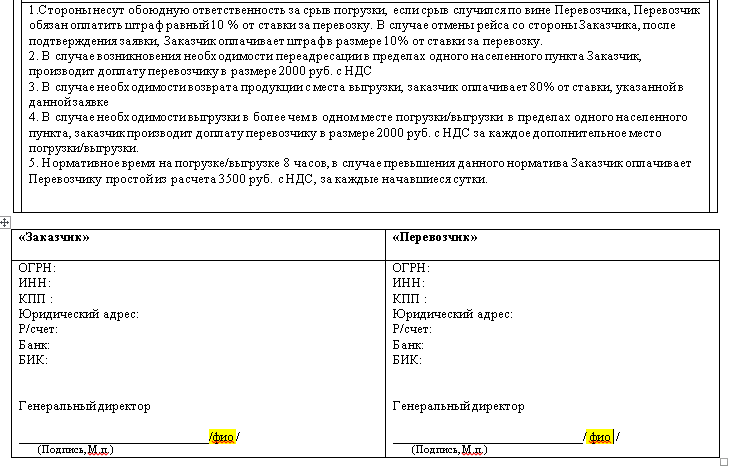 1.Стороны несут обоюдную ответственность за срыв погрузки, если срыв случился по вине Перевозчика, Перевозчик
обязан оплатить штраф равный 10 % от ставки за перевозку. В случае отмены рейса со стороны Заказчика, после
подтверждения заявки, Заказчик оплачивает штраф в размере 10% от ставки за перевозку.
2. В случае возникновения необходимости переадресации в пределах одного населенного пункта Заказчик,
производит доплату перевозчику в размере 2000 руб. с НДС
3. В случае необходимости возврата продукции с места выгрузки, заказчик оплачивает 80% от ставки, указанной в
данной заявке
4. В случае необходимости выгрузки в более чем в одном месте погрузки/выгрузки в пределах одного населенного
пункта, заказчик производит доплату перевозчику в размере 2000 руб. с НДС за каждое дополнительное место
погрузки/выгрузки.
5. Нормативное время на погрузке/выгрузке 8 часов, в случае превышения данного норматива Заказчик оплачивает
Перевозчику простой из расчета 3500 руб. с НДС, за каждые начавшиеся сутки.
«Заказчик»
ОГРН:
ИНН:
КПП :
Юридический адрес:
Р/счет:
Банк:
БИК:
Генеральный директор
/фио /
(Подпись, М.п.)
«Перевозчик»
ОГРН:
ИНН:
КПП :
Юридический адрес:
Р/счет:
Банк:
БИК:
Генеральный директор
/ фио /
(Подпись, М.п.)